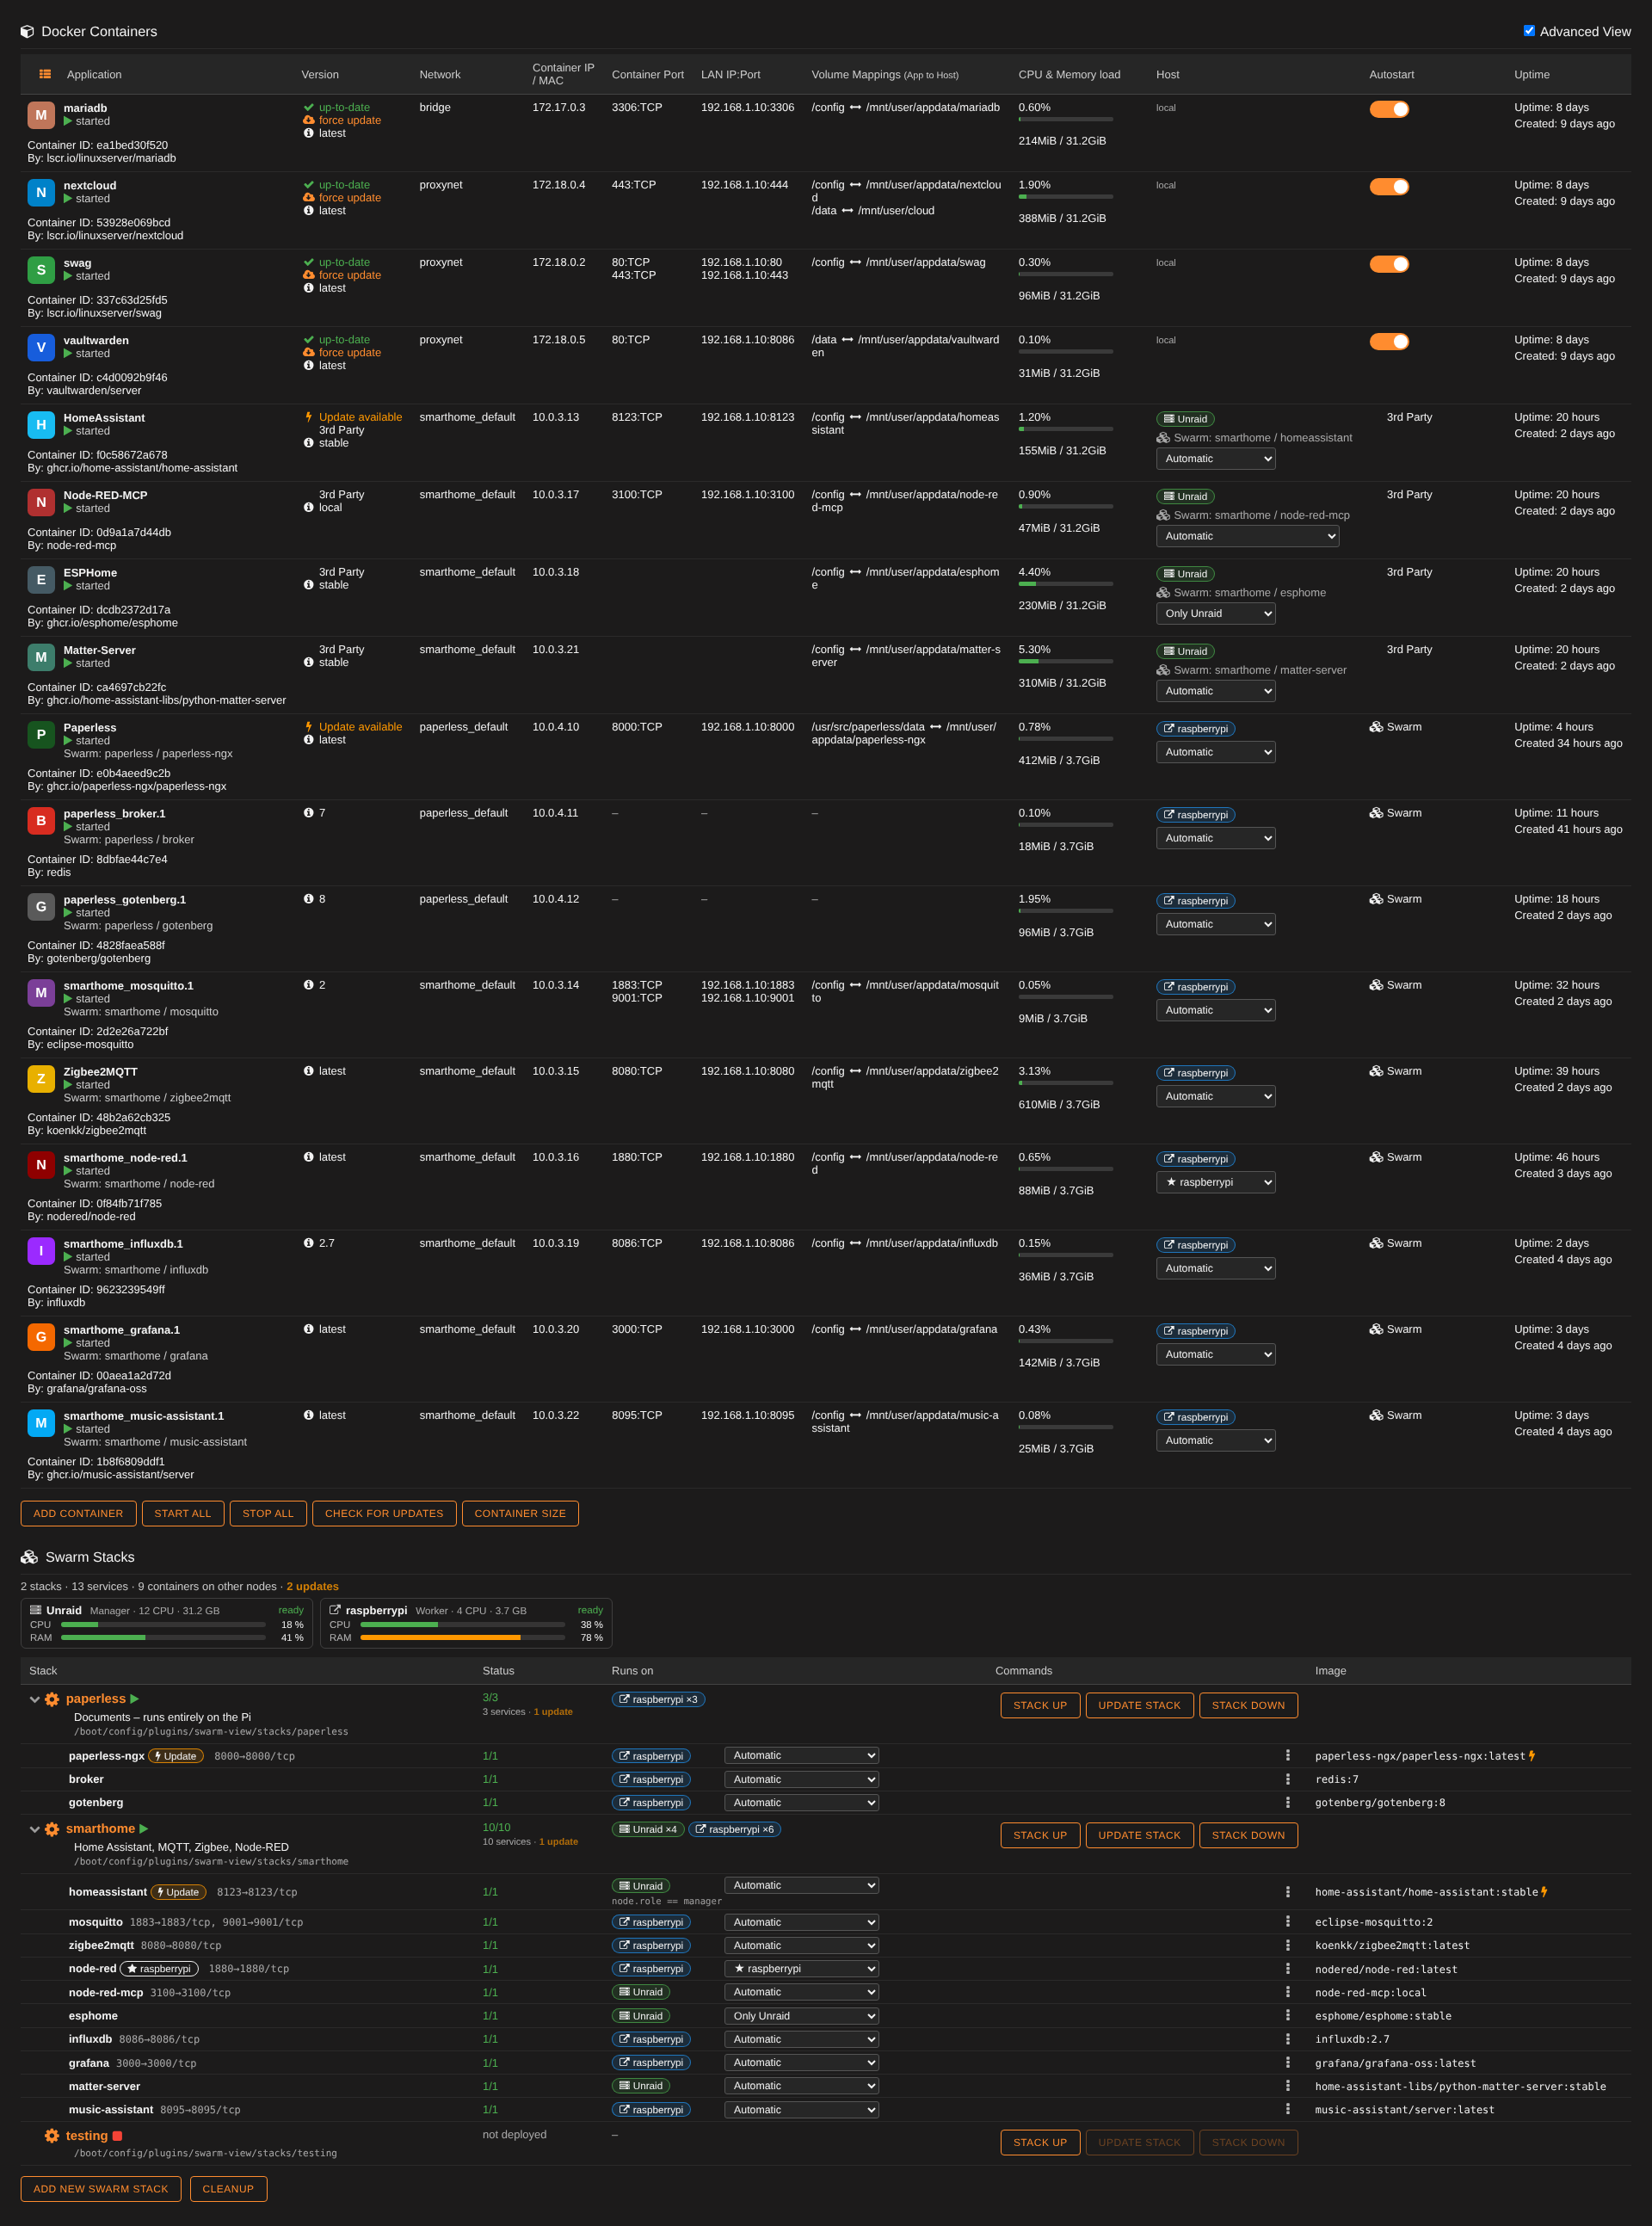 Docker Containers
Advanced View
Application Version Network Container IP / MAC Container Port LAN IP:Port Volume Mappings (App to Host) CPU & Memory load Host Autostart Uptime
M mariadb
started
Container ID: ea1bed30f520
By: lscr.io/linuxserver/mariadb
up-to-date
force update
latest
bridge 172.17.0.3 3306:TCP 192.168.1.10:3306 /config ↔ /mnt/user/appdata/mariadb
0.60%
214MiB / 31.2GiB
local
Uptime: 8 days
Created: 9 days ago
N nextcloud
started
Container ID: 53928e069bcd
By: lscr.io/linuxserver/nextcloud
up-to-date
force update
latest
proxynet 172.18.0.4 443:TCP 192.168.1.10:444 /config ↔ /mnt/user/appdata/nextclou
d
/data ↔ /mnt/user/cloud
1.90%
388MiB / 31.2GiB
local
Uptime: 8 days
Created: 9 days ago
S swag
started
Container ID: 337c63d25fd5
By: lscr.io/linuxserver/swag
up-to-date
force update
latest
proxynet 172.18.0.2 80:TCP 192.168.1.10:80 /config ↔ /mnt/user/appdata/swag
443:TCP 192.168.1.10:443
0.30%
96MiB / 31.2GiB
local
Uptime: 8 days
Created: 9 days ago
V vaultwarden
started
Container ID: c4d0092b9f46
By: vaultwarden/server
up-to-date
force update
latest
proxynet 172.18.0.5 80:TCP 192.168.1.10:8086 /data ↔ /mnt/user/appdata/vaultward
en
0.10%
31MiB / 31.2GiB
local
Uptime: 8 days
Created: 9 days ago
H HomeAssistant
started
Container ID: f0c58672a678
By: ghcr.io/home-assistant/home-assistant
Update available
3rd Party
stable
smarthome_default 10.0.3.13 8123:TCP 192.168.1.10:8123 /config ↔ /mnt/user/appdata/homeas
sistant
1.20%
155MiB / 31.2GiB
Unraid
Swarm: smarthome / homeassistant
Automatic
3rd Party
Uptime: 20 hours
Created: 2 days ago
N Node-RED-MCP
started
Container ID: 0d9a1a7d44db
By: node-red-mcp
3rd Party
local
smarthome_default 10.0.3.17 3100:TCP 192.168.1.10:3100 /config ↔ /mnt/user/appdata/node-re
d-mcp
0.90%
47MiB / 31.2GiB
Unraid
Swarm: smarthome / node-red-mcp
Automatic
3rd Party
Uptime: 20 hours
Created: 2 days ago
E ESPHome
started
Container ID: dcdb2372d17a
By: ghcr.io/esphome/esphome
3rd Party
stable
smarthome_default 10.0.3.18 /config ↔ /mnt/user/appdata/esphom
e
4.40%
230MiB / 31.2GiB
Unraid
Swarm: smarthome / esphome
Only Unraid
3rd Party
Uptime: 20 hours
Created: 2 days ago
M Matter-Server
started
Container ID: ca4697cb22fc
By: ghcr.io/home-assistant-libs/python-matter-server
3rd Party
stable
smarthome_default 10.0.3.21 /config ↔ /mnt/user/appdata/matter-s
erver
5.30%
310MiB / 31.2GiB
Unraid
Swarm: smarthome / matter-server
Automatic
3rd Party
Uptime: 20 hours
Created: 2 days ago
P Paperless
started
Swarm: paperless / paperless-ngx
Container ID: e0b4aeed9c2b
By: ghcr.io/paperless-ngx/paperless-ngx
Update available
latest
paperless_default 10.0.4.10 8000:TCP 192.168.1.10:8000 /usr/src/paperless/data ↔ /mnt/user/
appdata/paperless-ngx
0.78%
412MiB / 3.7GiB
raspberrypi
Automatic
Swarm
Uptime: 4 hours
Created 34 hours ago
B paperless_broker.1
started
Swarm: paperless / broker
Container ID: 8dbfae44c7e4
By: redis
7
paperless_default 10.0.4.11 – – –
0.10%
18MiB / 3.7GiB
raspberrypi
Automatic
Swarm
Uptime: 11 hours
Created 41 hours ago
G paperless_gotenberg.1
started
Swarm: paperless / gotenberg
Container ID: 4828faea588f
By: gotenberg/gotenberg
8
paperless_default 10.0.4.12 – – –
1.95%
96MiB / 3.7GiB
raspberrypi
Automatic
Swarm
Uptime: 18 hours
Created 2 days ago
M smarthome_mosquitto.1
started
Swarm: smarthome / mosquitto
Container ID: 2d2e26a722bf
By: eclipse-mosquitto
2
smarthome_default 10.0.3.14 1883:TCP 192.168.1.10:1883 /config ↔ /mnt/user/appdata/mosquit
9001:TCP 192.168.1.10:9001 to
0.05%
9MiB / 3.7GiB
raspberrypi
Automatic
Swarm
Uptime: 32 hours
Created 2 days ago
Z Zigbee2MQTT
started
Swarm: smarthome / zigbee2mqtt
Container ID: 48b2a62cb325
By: koenkk/zigbee2mqtt
latest
smarthome_default 10.0.3.15 8080:TCP 192.168.1.10:8080 /config ↔ /mnt/user/appdata/zigbee2
mqtt
3.13%
610MiB / 3.7GiB
raspberrypi
Automatic
Swarm
Uptime: 39 hours
Created 2 days ago
N smarthome_node-red.1
started
Swarm: smarthome / node-red
Container ID: 0f84fb71f785
By: nodered/node-red
latest
smarthome_default 10.0.3.16 1880:TCP 192.168.1.10:1880 /config ↔ /mnt/user/appdata/node-re
d
0.65%
88MiB / 3.7GiB
raspberrypi
★ raspberrypi
Swarm
Uptime: 46 hours
Created 3 days ago
I smarthome_influxdb.1
started
Swarm: smarthome / influxdb
Container ID: 9623239549ff
By: influxdb
2.7
smarthome_default 10.0.3.19 8086:TCP 192.168.1.10:8086 /config ↔ /mnt/user/appdata/influxdb
0.15%
36MiB / 3.7GiB
raspberrypi
Automatic
Swarm
Uptime: 2 days
Created 4 days ago
G smarthome_grafana.1
started
Swarm: smarthome / grafana
Container ID: 00aea1a2d72d
By: grafana/grafana-oss
latest
smarthome_default 10.0.3.20 3000:TCP 192.168.1.10:3000 /config ↔ /mnt/user/appdata/grafana
0.43%
142MiB / 3.7GiB
raspberrypi
Automatic
Swarm
Uptime: 3 days
Created 4 days ago
M smarthome_music-assistant.1
started
Swarm: smarthome / music-assistant
Container ID: 1b8f6809ddf1
By: ghcr.io/music-assistant/server
latest
smarthome_default 10.0.3.22 8095:TCP 192.168.1.10:8095 /config ↔ /mnt/user/appdata/music-a
ssistant
0.08%
25MiB / 3.7GiB
raspberrypi
Automatic
Swarm
Uptime: 3 days
Created 4 days ago
ADD CONTAINER START ALL STOP ALL CHECK FOR UPDATES CONTAINER SIZE
Swarm Stacks
2 stacks · 13 services · 9 containers on other nodes · 2 updates
Unraid Manager · 12 CPU · 31.2 GB ready
CPU 18 %
RAM 41 %
raspberrypi Worker · 4 CPU · 3.7 GB ready
CPU 38 %
RAM 78 %
Stack Status Runs on Commands Image
paperless 3/3 raspberrypi ×3 STACK UP UPDATE STACK STACK DOWN
3 services · 1 update
Documents – runs entirely on the Pi
/boot/config/plugins/swarm-view/stacks/paperless
paperless-ngx Update 8000→8000/tcp 1/1 raspberrypi Automatic paperless-ngx/paperless-ngx:latest
broker 1/1 raspberrypi Automatic redis:7
gotenberg 1/1 raspberrypi Automatic gotenberg/gotenberg:8
smarthome 10/10 Unraid ×4 raspberrypi ×6 STACK UP UPDATE STACK STACK DOWN
10 services · 1 update
Home Assistant, MQTT, Zigbee, Node-RED
/boot/config/plugins/swarm-view/stacks/smarthome
homeassistant Update 8123→8123/tcp 1/1 Unraid Automatic home-assistant/home-assistant:stable
node.role == manager
mosquitto 1883→1883/tcp, 9001→9001/tcp 1/1 raspberrypi Automatic eclipse-mosquitto:2
zigbee2mqtt 8080→8080/tcp 1/1 raspberrypi Automatic koenkk/zigbee2mqtt:latest
node-red ★ raspberrypi 1880→1880/tcp 1/1 raspberrypi ★ raspberrypi nodered/node-red:latest
node-red-mcp 3100→3100/tcp 1/1 Unraid Automatic node-red-mcp:local
esphome 1/1 Unraid Only Unraid esphome/esphome:stable
influxdb 8086→8086/tcp 1/1 raspberrypi Automatic influxdb:2.7
grafana 3000→3000/tcp 1/1 raspberrypi Automatic grafana/grafana-oss:latest
matter-server 1/1 Unraid Automatic home-assistant-libs/python-matter-server:stable
music-assistant 8095→8095/tcp 1/1 raspberrypi Automatic music-assistant/server:latest
testing not deployed – STACK UP UPDATE STACK STACK DOWN
/boot/config/plugins/swarm-view/stacks/testing
ADD NEW SWARM STACK CLEANUP